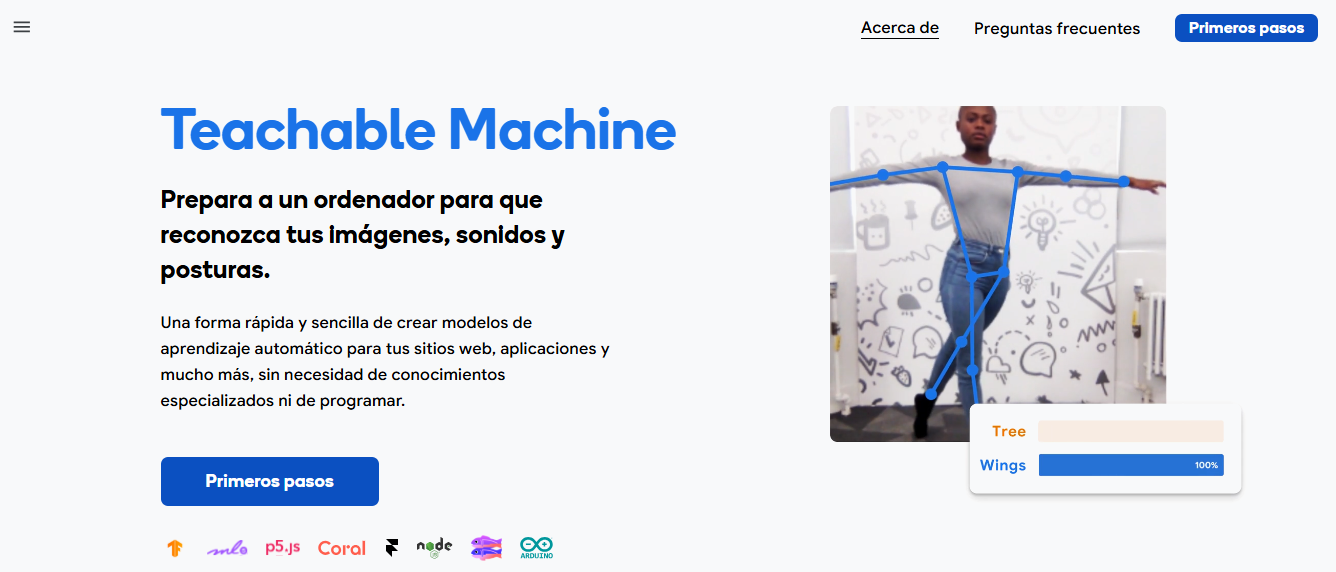 Acerca de
Preguntas frecuentes
Primeros pasos
Teachable Machine
Prepara a un ordenador para que
reconozca tus imágenes, sonidos y
posturas.
Una forma rápida y sencilla de crear modelos de
aprendizaje automático para tus sitios web, aplicaciones y
mucho más, sin necesidad de conocimientos
especializados ni de programar.
Primeros pasos
ml5
p5.js
Coral
node
ARDUINO
Tree
Wings
100%